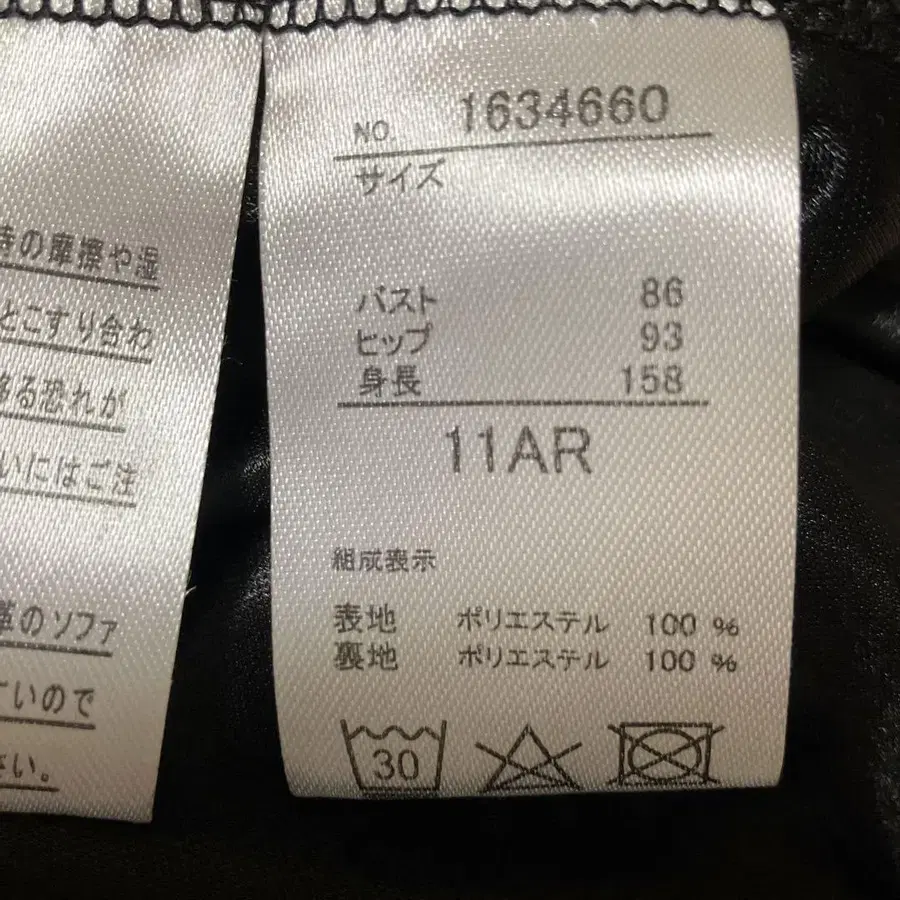 の摩擦や湿
とこすり合わ
る恐れが
いにはご注
革のソファ
いので
さい。
NO. 1634660
サイズ
バスト 86
ヒップ 93
身長 158
11AR
組成表示
表地 ポリエステル 100 %
裏地 ポリエステル 100 %
30